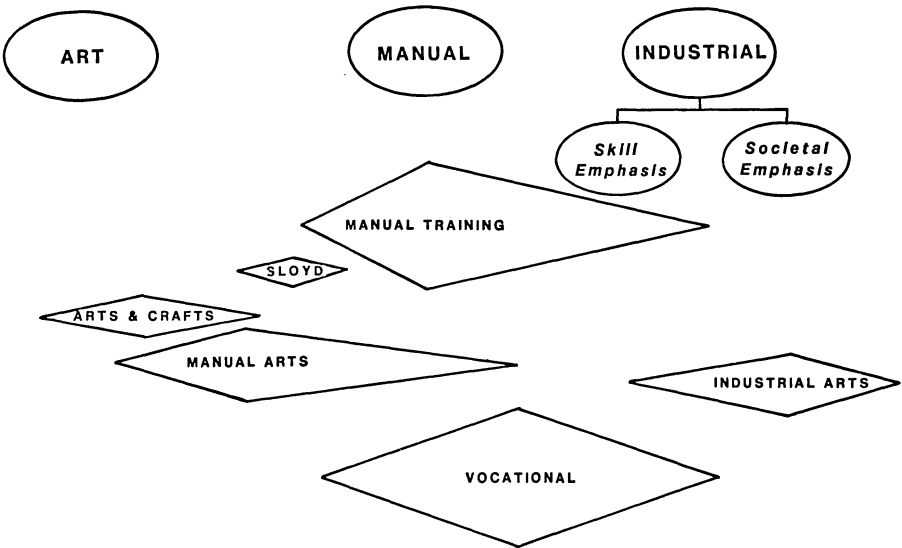 ART
MANUAL
INDUSTRIAL
Skill
Emphasis
Societal
Emphasis
MANUAL TRAINING
SLOYD
ARTS & CRAFTS
MANUAL ARTS
INDUSTRIAL ARTS
VOCATIONAL